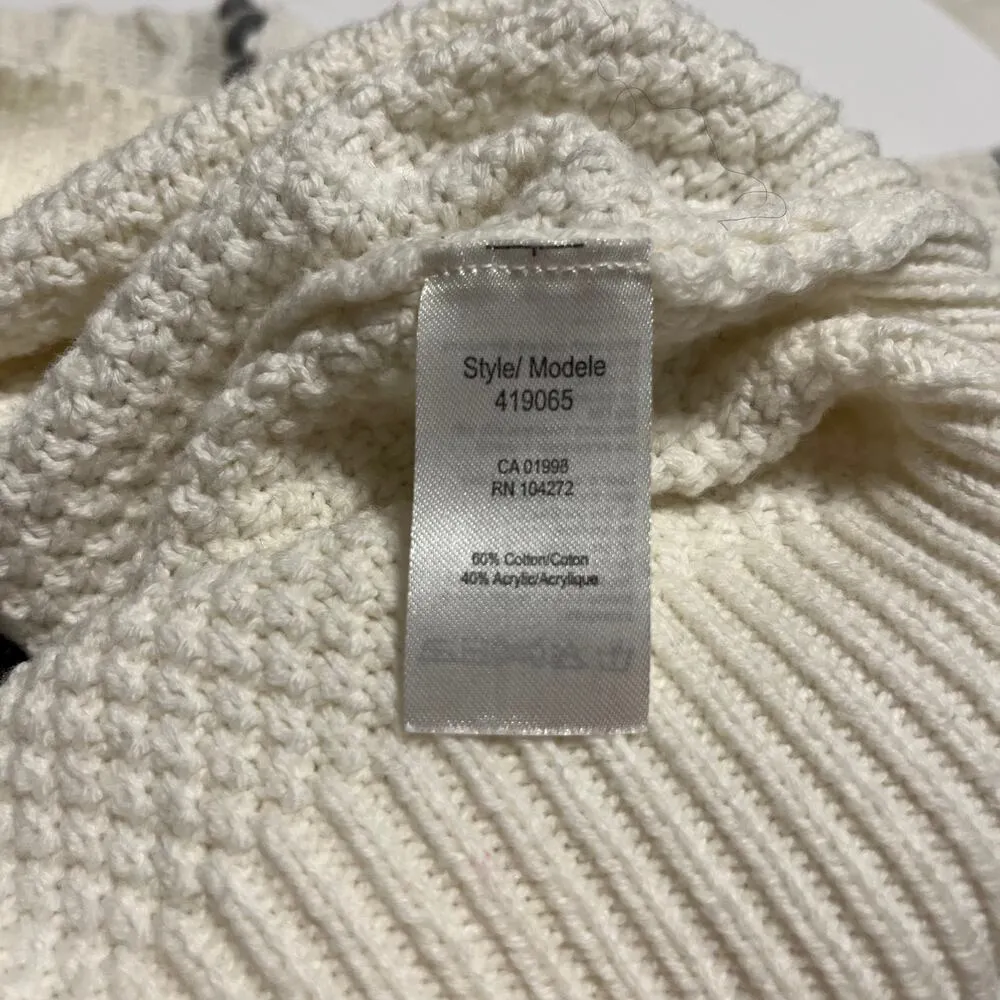 Style/ Modele
419065
CA 01998
RN 104272
60% Cotton/Coton
40% Acrylic/Acrylique